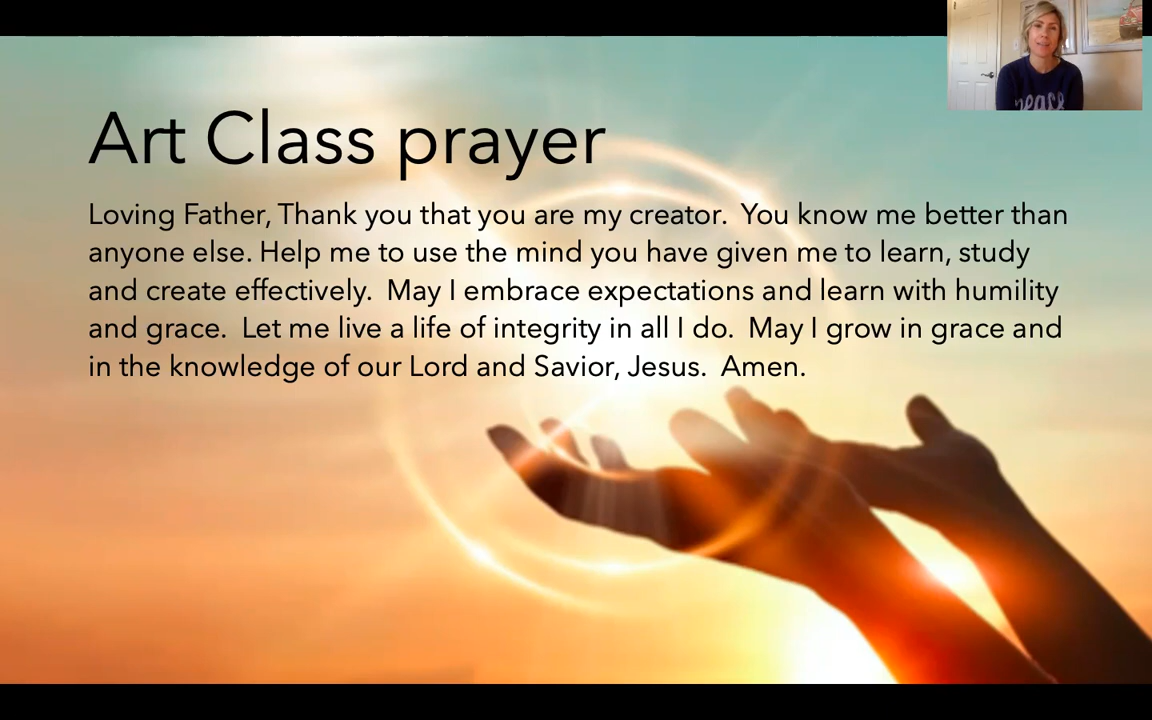 Art Class prayer
Loving Father, Thank you that you are my creator.  You know me better than
anyone else. Help me to use the mind you have given me to learn, study
and create effectively.  May I embrace expectations and learn with humility
and grace.  Let me live a life of integrity in all I do.  May I grow in grace and
in the knowledge of our Lord and Savior, Jesus.  Amen.
peace